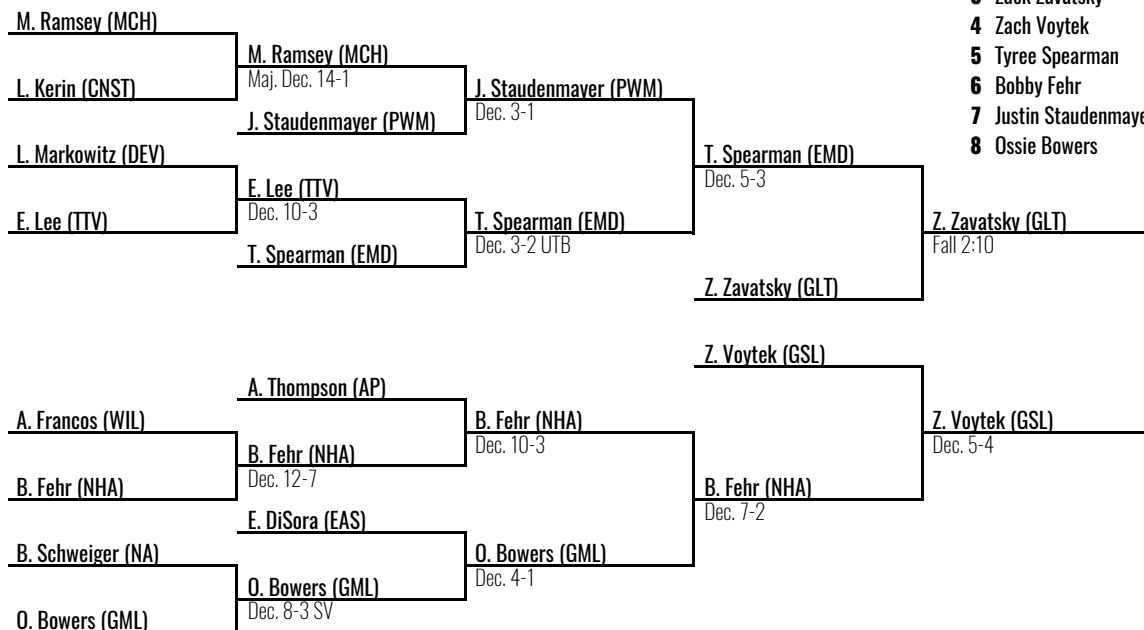 M. Ramsey (MCH)
L. Kerin (CNST)
L. Markowitz (DEV)
E. Lee (TTV)
A. Francos (WIL)
B. Fehr (NHA)
B. Schweiger (NA)
O. Bowers (GML)
M. Ramsey (MCH)
Maj. Dec. 14-1
J. Staudenmayer (PWM)
E. Lee (TTV)
Dec. 10-3
T. Spearman (EMD)
A. Thompson (AP)
B. Fehr (NHA)
Dec. 12-7
E. DiSora (EAS)
O. Bowers (GML)
Dec. 8-3 SV
J. Staudenmayer (PWM)
Dec. 3-1
T. Spearman (EMD)
Dec. 3-2 UTB
B. Fehr (NHA)
Dec. 10-3
O. Bowers (GML)
Dec. 4-1
T. Spearman (EMD)
Dec. 5-3
Z. Zavatsky (GLT)
Z. Voytek (GSL)
B. Fehr (NHA)
Dec. 7-2
Z. Zavatsky (GLT)
Fall 2:10
Z. Voytek (GSL)
Dec. 5-4
3 Zack Zavatsky
4 Zach Voytek
5 Tyree Spearman
6 Bobby Fehr
7 Justin Staudenmaye
8 Ossie Bowers